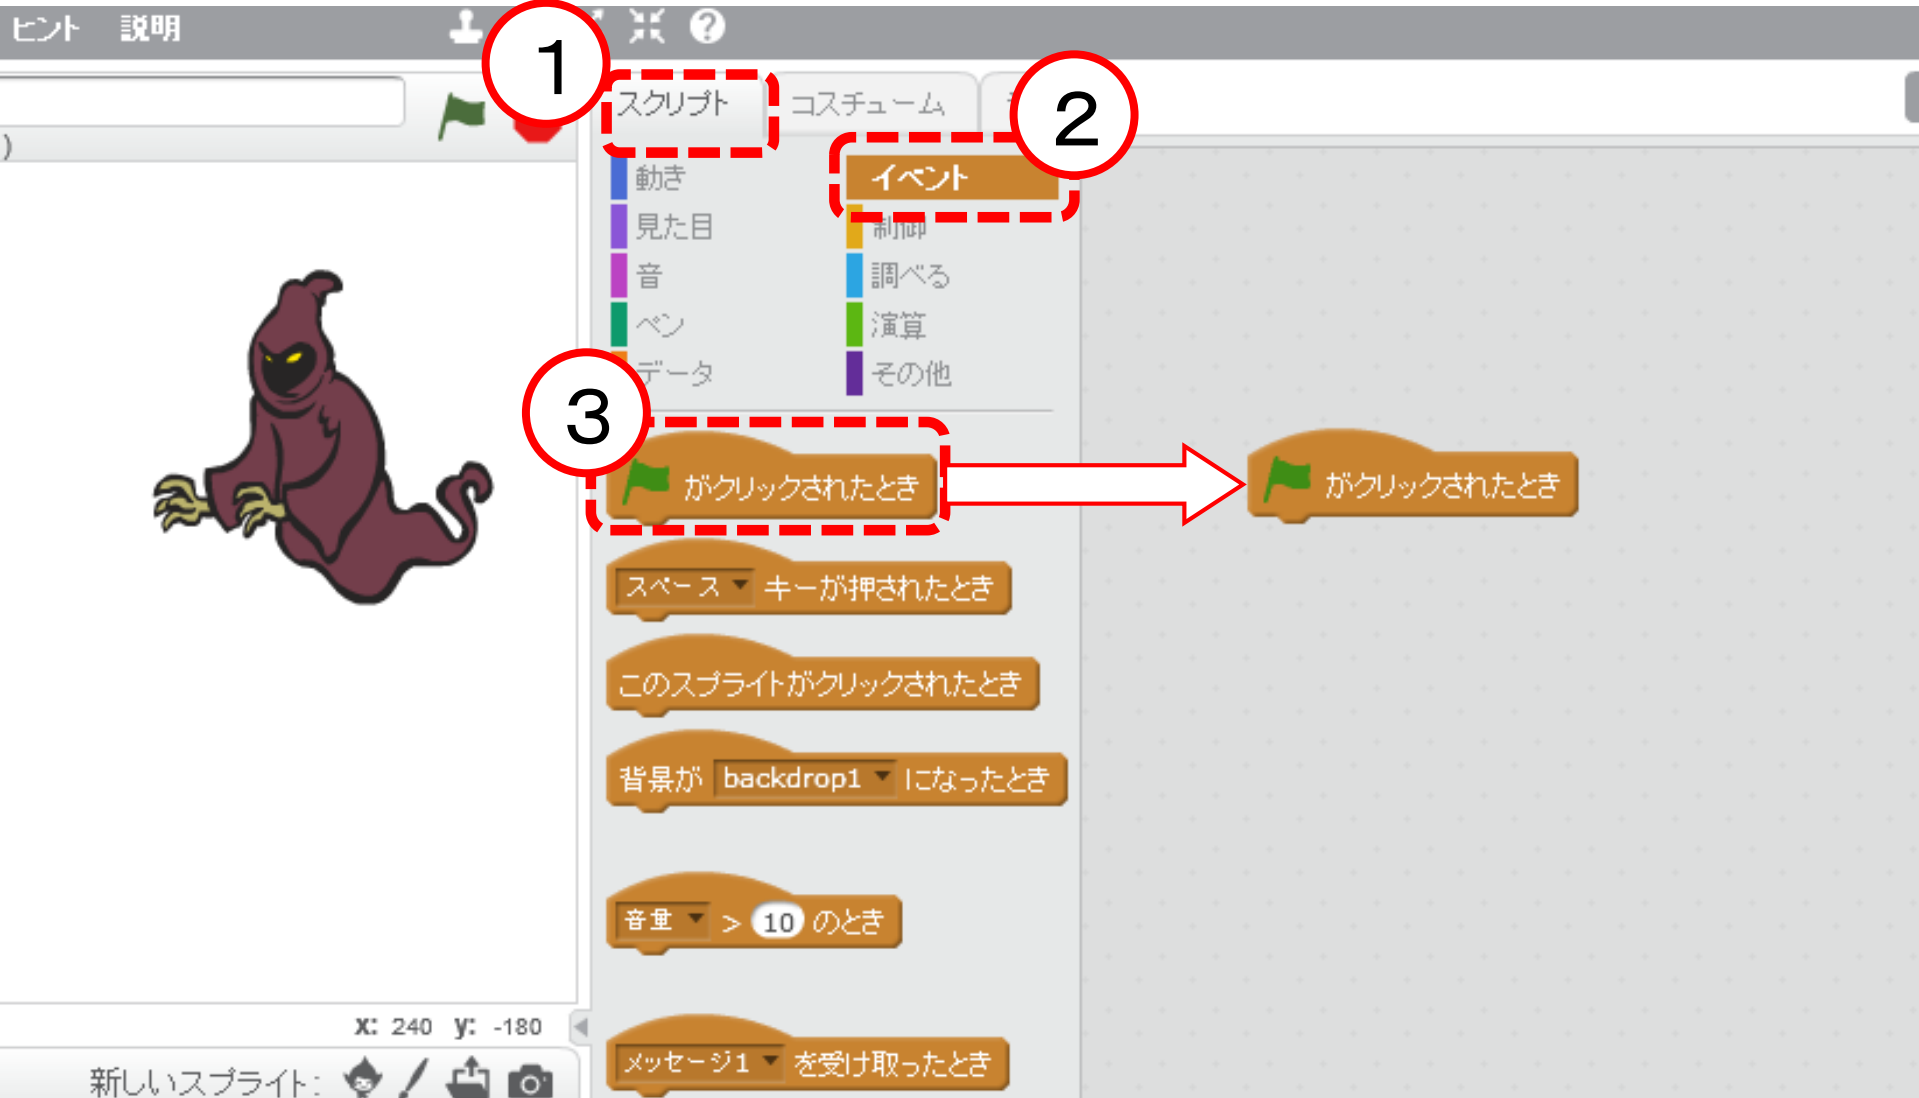 ヒント 説明
1
スクリプト コスチューム
2
)
動き イベント
見た目 制御
音 調べる
ペン 演算
データ その他
3
がクリックされたとき がクリックされたとき
スペース キーが押されたとき
このスプライトがクリックされたとき
背景が backdrop1 になったとき
音量 > 10 のとき
x: 240 y: -180
メッセージ1 を受け取ったとき
新しいスプライト: